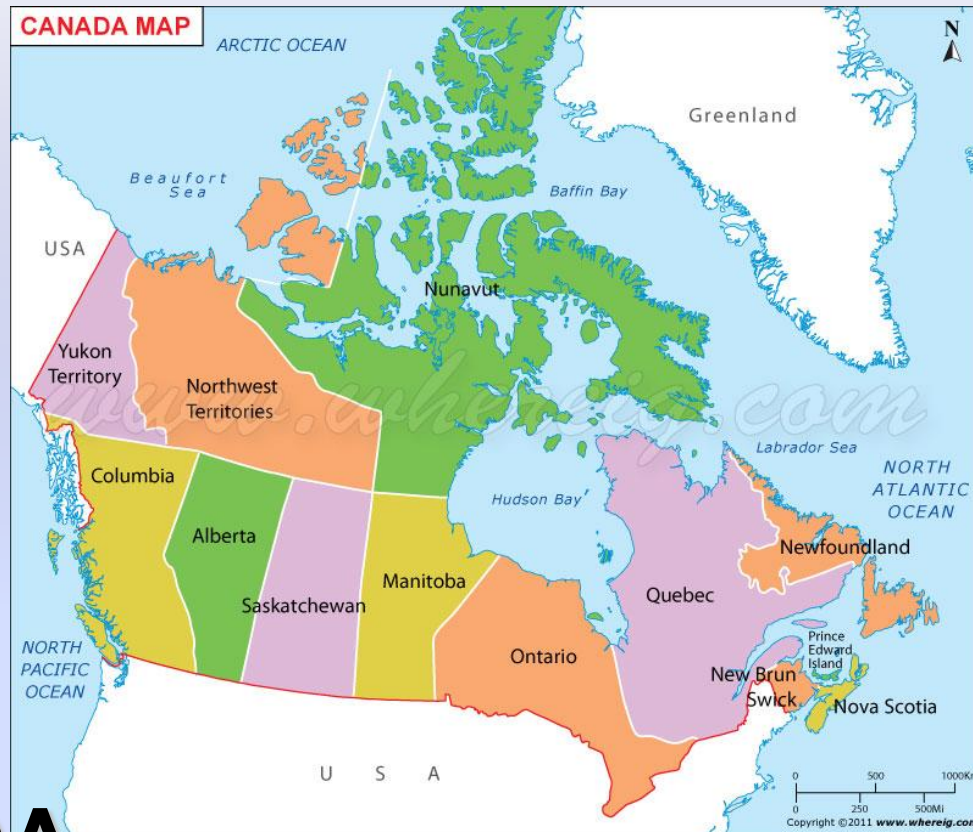 CANADA MAP
ARCTIC OCEAN
N
Greenland
Beaufort
Sea
Baffin Bay
USA
Nunavut
Yukon
Territory
Northwest
Territories
www.whereig.com
Labrador Sea
NORTH
ATLANTIC
OCEAN
Columbia
Hudson Bay'
Alberta
Newfoundland
Manitoba
Quebec
Saskatchewan
NORTH
PACIFIC
OCEAN
Ontario
Prince
Edward
Island
New Brun
Swick
Nova Scotia
U S A
0 500 1000K
0 250 500Mi
Copyright ©2011 www.whereig.com
A